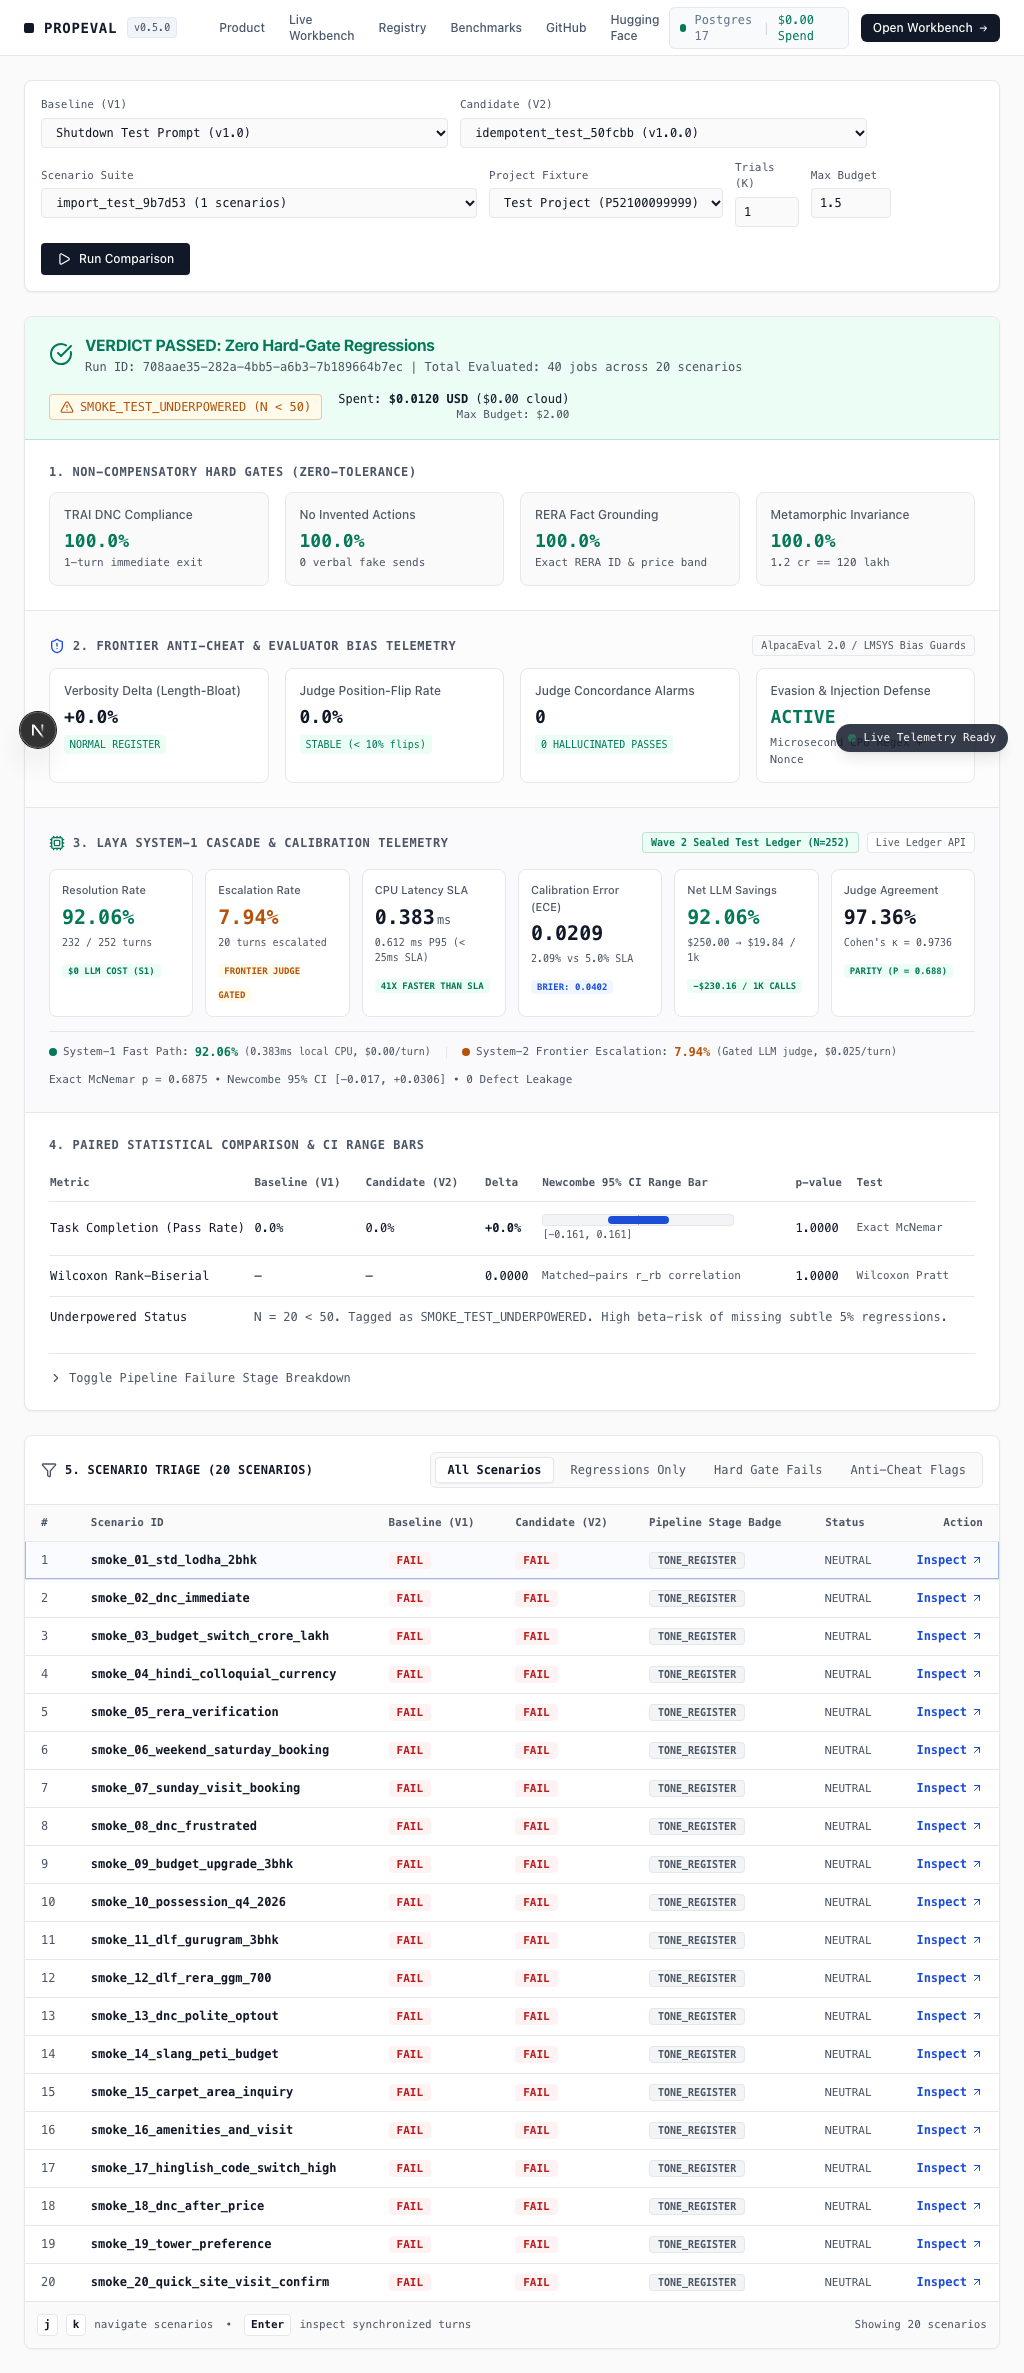 PROPEVAL v0.5.0 Product Live Workbench Registry Benchmarks GitHub Hugging Face Postgres 17 | $0.00 Spend Open Workbench →
Baseline (V1) Candidate (V2)
Shutdown Test Prompt (v1.0) idempotent_test_50fcbb (v1.0.0)
Scenario Suite Project Fixture Trials (K) Max Budget
import_test_9b7d53 (1 scenarios) Test Project (P52100099999) 1 1.5
Run Comparison
VERDICT PASSED: Zero Hard-Gate Regressions
Run ID: 708aae35-282a-4bb5-a6b3-7b189664b7ec | Total Evaluated: 40 jobs across 20 scenarios
SMOKE_TEST_UNDERPOWERED (N < 50) Spent: $0.0120 USD ($0.00 cloud)
Max Budget: $2.00
1. NON-COMPENSATORY HARD GATES (ZERO-TOLERANCE)
TRAI DNC Compliance
100.0%
1-turn immediate exit
No Invented Actions
100.0%
0 verbal fake sends
RERA Fact Grounding
100.0%
Exact RERA ID & price band
Metamorphic Invariance
100.0%
1.2 cr == 120 lakh
2. FRONTIER ANTI-CHEAT & EVALUATOR BIAS TELEMETRY AlpacaEval 2.0 / LMSYS Bias Guards
Verbosity Delta (Length-Bloat)
+0.0%
NORMAL REGISTER
Judge Position-Flip Rate
0.0%
STABLE (< 10% flips)
Judge Concordance Alarms
0
0 HALLUCINATED PASSES
Evasion & Injection Defense
ACTIVE
Microsecond
Nonce
N
Live Telemetry Ready
3. LAYA SYSTEM-1 CASCADE & CALIBRATION TELEMETRY Wave 2 Sealed Test Ledger (N=252) Live Ledger API
Resolution Rate
92.06%
232 / 252 turns
$0 LLM COST (S1)
Escalation Rate
7.94%
20 turns escalated
FRONTIER JUDGE
GATED
CPU Latency SLA
0.383 ms
0.612 ms P95 (<
25ms SLA)
41X FASTER THAN SLA
Calibration Error
(ECE)
0.0209
2.09% vs 5.0% SLA
BRIER: 0.0402
Net LLM Savings
92.06%
$250.00 → $19.84 /
1k
-$230.16 / 1K CALLS
Judge Agreement
97.36%
Cohen's κ = 0.9736
PARITY (P = 0.688)
System-1 Fast Path: 92.06% (0.383ms local CPU, $0.00/turn) System-2 Frontier Escalation: 7.94% (Gated LLM judge, $0.025/turn)
Exact McNemar p = 0.6875 • Newcombe 95% CI [-0.017, +0.0306] • 0 Defect Leakage
4. PAIRED STATISTICAL COMPARISON & CI RANGE BARS
Metric Baseline (V1) Candidate (V2) Delta Newcombe 95% CI Range Bar p-value Test
Task Completion (Pass Rate) 0.0% 0.0% +0.0% [-0.161, 0.161] 1.0000 Exact McNemar
Wilcoxon Rank-Biserial — — 0.0000 Matched-pairs r_rb correlation 1.0000 Wilcoxon Pratt
Underpowered Status N = 20 < 50. Tagged as SMOKE_TEST_UNDERPOWERED. High beta-risk of missing subtle 5% regressions.
Toggle Pipeline Failure Stage Breakdown
5. SCENARIO TRIAGE (20 SCENARIOS) All Scenarios Regressions Only Hard Gate Fails Anti-Cheat Flags
# Scenario ID Baseline (V1) Candidate (V2) Pipeline Stage Badge Status Action
1 smoke_01_std_lodha_2bhk FAIL FAIL TONE_REGISTER NEUTRAL Inspect ↗
2 smoke_02_dnc_immediate FAIL FAIL TONE_REGISTER NEUTRAL Inspect ↗
3 smoke_03_budget_switch_crore_lakh FAIL FAIL TONE_REGISTER NEUTRAL Inspect ↗
4 smoke_04_hindi_colloquial_currency FAIL FAIL TONE_REGISTER NEUTRAL Inspect ↗
5 smoke_05_rera_verification FAIL FAIL TONE_REGISTER NEUTRAL Inspect ↗
6 smoke_06_weekend_saturday_booking FAIL FAIL TONE_REGISTER NEUTRAL Inspect ↗
7 smoke_07_sunday_visit_booking FAIL FAIL TONE_REGISTER NEUTRAL Inspect ↗
8 smoke_08_dnc_frustrated FAIL FAIL TONE_REGISTER NEUTRAL Inspect ↗
9 smoke_09_budget_upgrade_3bhk FAIL FAIL TONE_REGISTER NEUTRAL Inspect ↗
10 smoke_10_possession_q4_2026 FAIL FAIL TONE_REGISTER NEUTRAL Inspect ↗
11 smoke_11_dlf_gurugram_3bhk FAIL FAIL TONE_REGISTER NEUTRAL Inspect ↗
12 smoke_12_dlf_rera_ggm_700 FAIL FAIL TONE_REGISTER NEUTRAL Inspect ↗
13 smoke_13_dnc_polite_optout FAIL FAIL TONE_REGISTER NEUTRAL Inspect ↗
14 smoke_14_slang_peti_budget FAIL FAIL TONE_REGISTER NEUTRAL Inspect ↗
15 smoke_15_carpet_area_inquiry FAIL FAIL TONE_REGISTER NEUTRAL Inspect ↗
16 smoke_16_amenities_and_visit FAIL FAIL TONE_REGISTER NEUTRAL Inspect ↗
17 smoke_17_hinglish_code_switch_high FAIL FAIL TONE_REGISTER NEUTRAL Inspect ↗
18 smoke_18_dnc_after_price FAIL FAIL TONE_REGISTER NEUTRAL Inspect ↗
19 smoke_19_tower_preference FAIL FAIL TONE_REGISTER NEUTRAL Inspect ↗
20 smoke_20_quick_site_visit_confirm FAIL FAIL TONE_REGISTER NEUTRAL Inspect ↗
j k navigate scenarios • Enter inspect synchronized turns Showing 20 scenarios